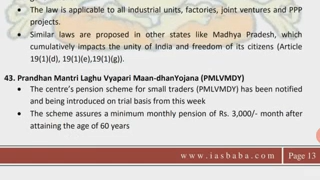 • The law is applicable to all industrial units, factories, joint ventures and PPP
projects.
• Similar laws are proposed in other states like Madhya Pradesh, which
cumulatively impacts the unity of India and freedom of its citizens (Article
19(1)(d), 19(1)(e),19(1)(g)).
43. Prandhan Mantri Laghu Vyapari Maan-dhanYojana (PMLVMDY)
• The centre's pension scheme for small traders (PMLVMDY) has been notified
and being introduced on trial basis from this week
• The scheme assures a minimum monthly pension of Rs. 3,000/- month after
attaining the age of 60 years
www.iasbaba.com | Page 13